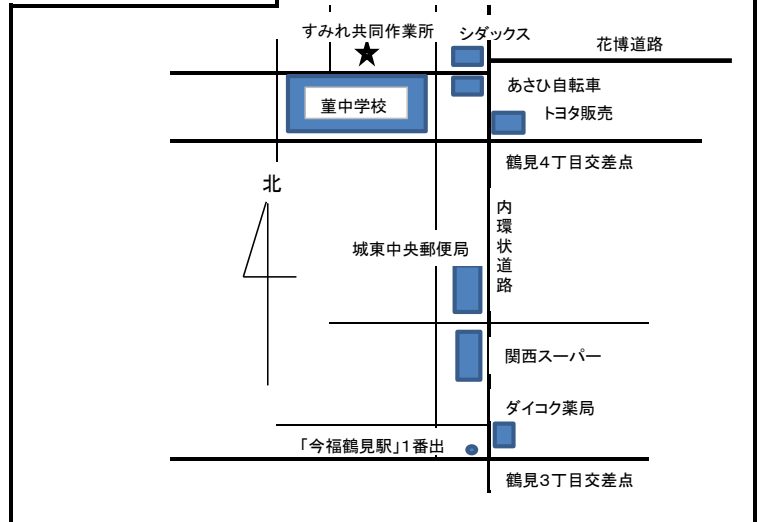 すみれ共同作業所
シダックス
花博道路
あさひ自転車
菫中学校
トヨタ販売
鶴見4丁目交差点
北
内環状道路
城東中央郵便局
関西スーパー
ダイコク薬局
「今福鶴見駅」1番出
鶴見3丁目交差点